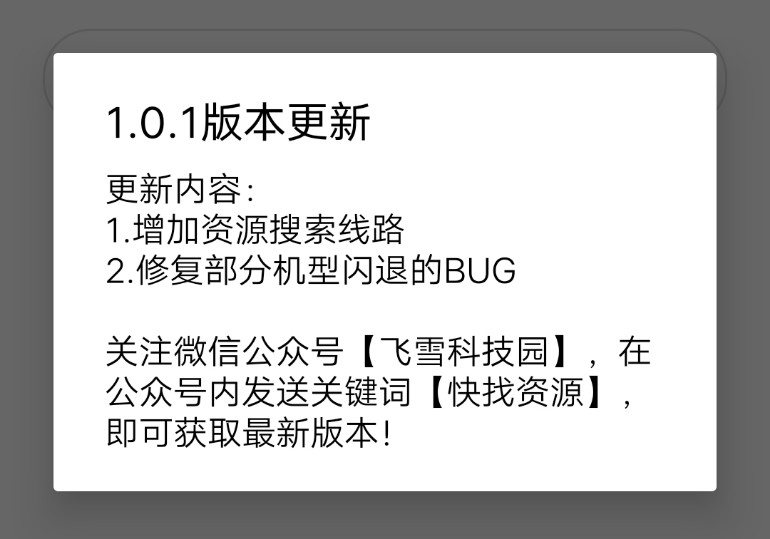 1.0.1版本更新
更新内容：
1.增加资源搜索线路
2.修复部分机型闪退的BUG
关注微信公众号【飞雪科技园】，在
公众号内发送关键词【快找资源】，
即可获取最新版本！